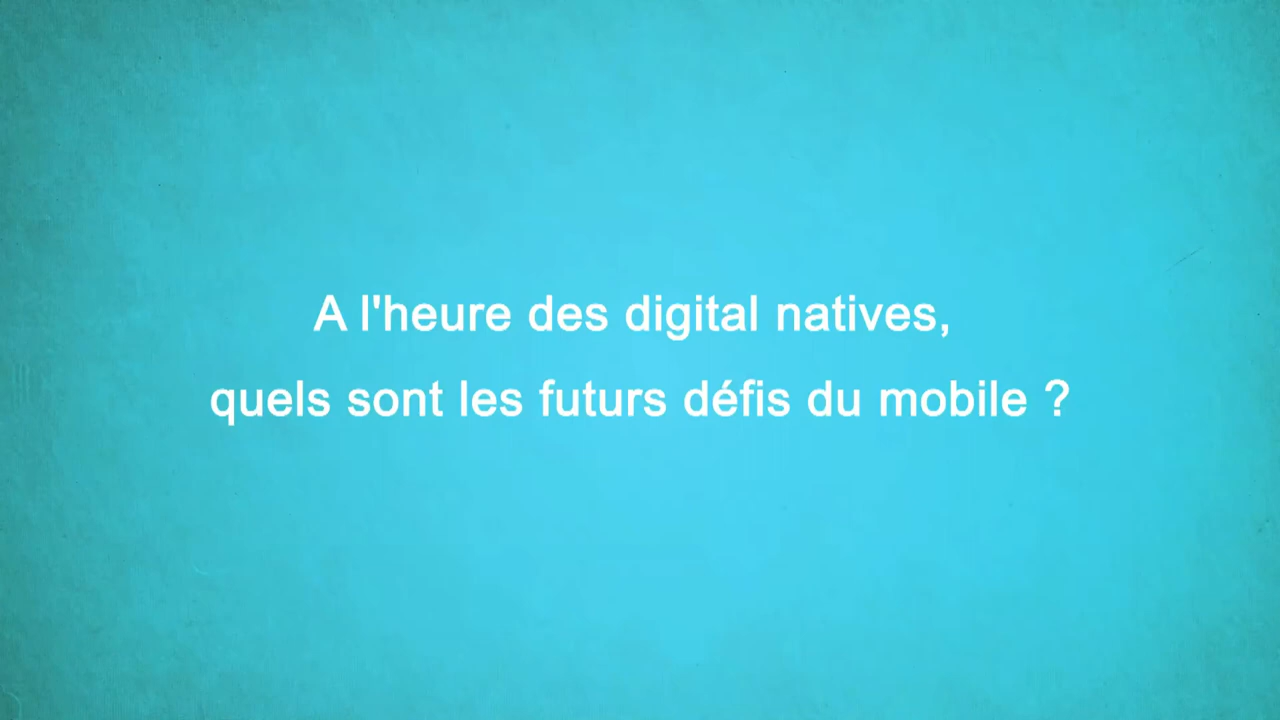 A l'heure des digital natives,
quels sont les futurs défis du mobile ?